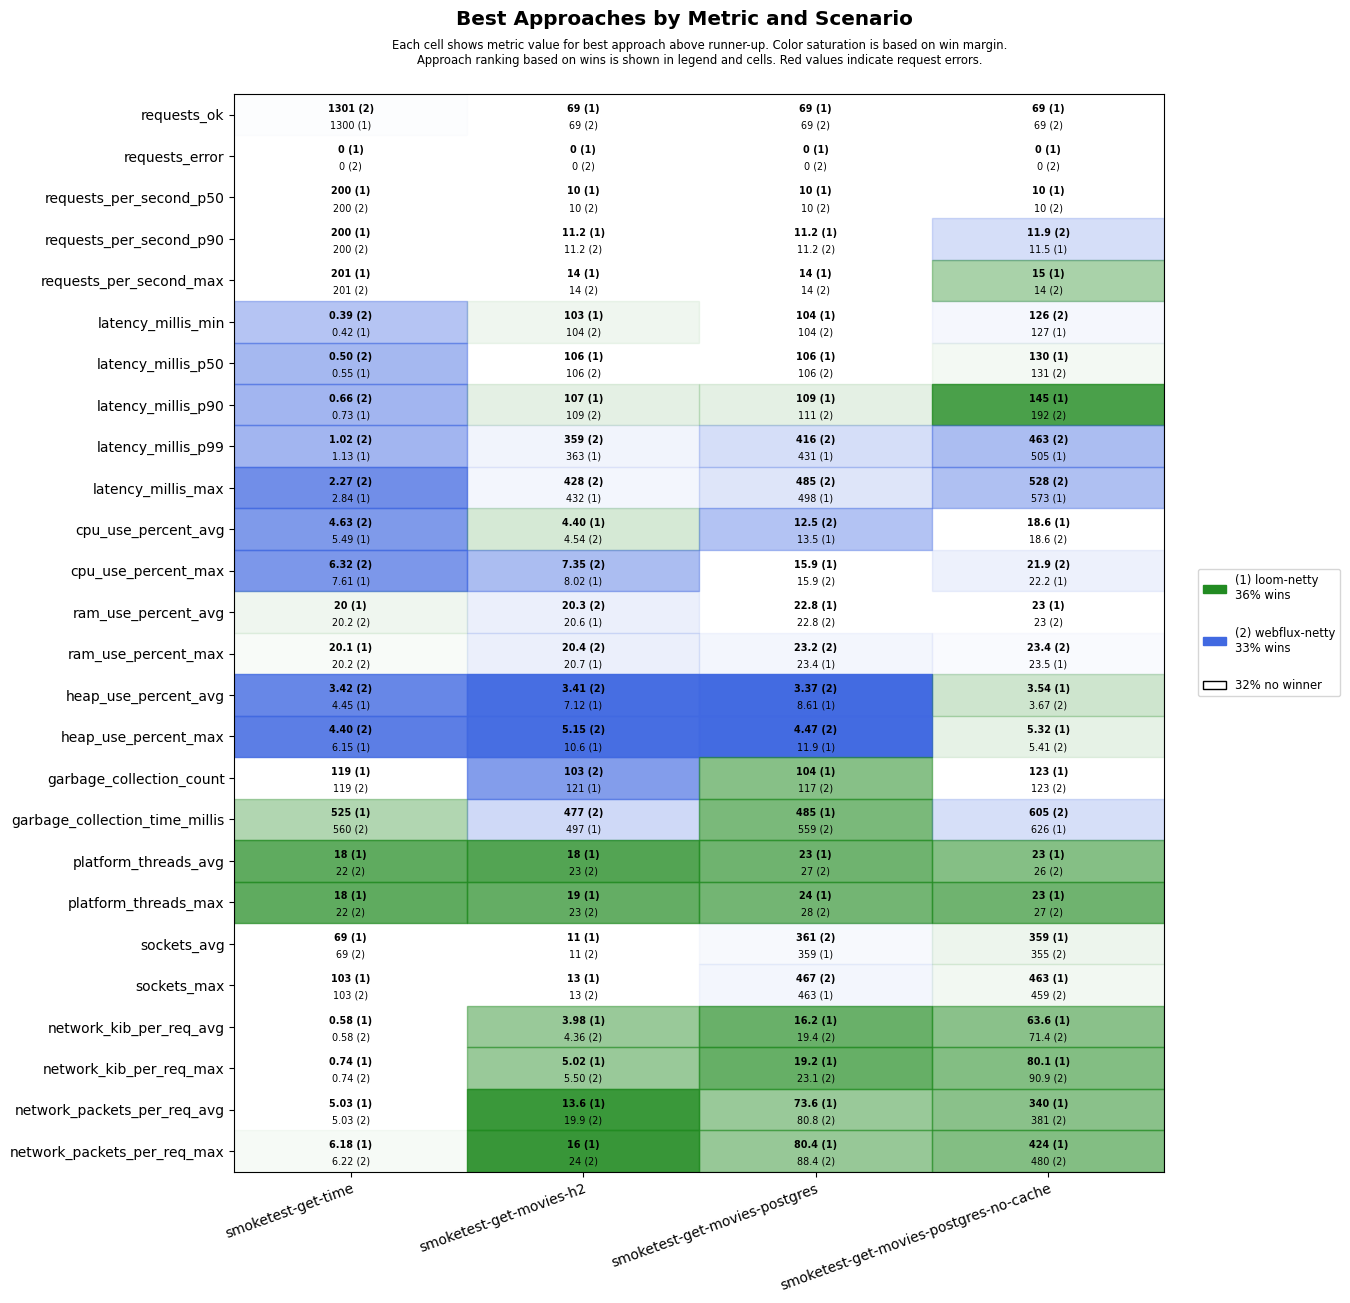 Best Approaches by Metric and Scenario
Each cell shows metric value for best approach above runner-up. Color saturation is based on win margin.
Approach ranking based on wins is shown in legend and cells. Red values indicate request errors.
requests_ok
1301 (2) 69 (1) 69 (1) 69 (1)
1300 (1) 69 (2) 69 (2) 69 (2)
requests_error
0 (1) 0 (1) 0 (1) 0 (1)
0 (2) 0 (2) 0 (2) 0 (2)
requests_per_second_p50
200 (1) 10 (1) 10 (1) 10 (1)
200 (2) 10 (2) 10 (2) 10 (2)
requests_per_second_p90
200 (1) 11.2 (1) 11.2 (1) 11.9 (2)
200 (2) 11.2 (2) 11.2 (2) 11.5 (1)
requests_per_second_max
201 (1) 14 (1) 14 (1) 15 (1)
201 (2) 14 (2) 14 (2) 14 (2)
latency_millis_min
0.39 (2) 103 (1) 104 (1) 126 (2)
0.42 (1) 104 (2) 104 (2) 127 (1)
latency_millis_p50
0.50 (2) 106 (1) 106 (1) 130 (1)
0.55 (1) 106 (2) 106 (2) 131 (2)
latency_millis_p90
0.66 (2) 107 (1) 109 (1) 145 (1)
0.73 (1) 109 (2) 111 (2) 192 (2)
latency_millis_p99
1.02 (2) 359 (2) 416 (2) 463 (2)
1.13 (1) 363 (1) 431 (1) 505 (1)
latency_millis_max
2.27 (2) 428 (2) 485 (2) 528 (2)
2.84 (1) 432 (1) 498 (1) 573 (1)
cpu_use_percent_avg
4.63 (2) 4.40 (1) 12.5 (2) 18.6 (1)
5.49 (1) 4.54 (2) 13.5 (1) 18.6 (2)
cpu_use_percent_max
6.32 (2) 7.35 (2) 15.9 (1) 21.9 (2)
7.61 (1) 8.02 (1) 15.9 (2) 22.2 (1)
ram_use_percent_avg
20 (1) 20.3 (2) 22.8 (1) 23 (1)
20.2 (2) 20.6 (1) 22.8 (2) 23 (2)
ram_use_percent_max
20.1 (1) 20.4 (2) 23.2 (2) 23.4 (2)
20.2 (2) 20.7 (1) 23.4 (1) 23.5 (1)
heap_use_percent_avg
3.42 (2) 3.41 (2) 3.37 (2) 3.54 (1)
4.45 (1) 7.12 (1) 8.61 (1) 3.67 (2)
heap_use_percent_max
4.40 (2) 5.15 (2) 4.47 (2) 5.32 (1)
6.15 (1) 10.6 (1) 11.9 (1) 5.41 (2)
garbage_collection_count
119 (1) 103 (2) 104 (1) 123 (1)
119 (2) 121 (1) 117 (2) 123 (2)
garbage_collection_time_millis
525 (1) 477 (2) 485 (1) 605 (2)
560 (2) 497 (1) 559 (2) 626 (1)
platform_threads_avg
18 (1) 18 (1) 23 (1) 23 (1)
22 (2) 23 (2) 27 (2) 26 (2)
platform_threads_max
18 (1) 19 (1) 24 (1) 23 (1)
22 (2) 23 (2) 28 (2) 27 (2)
sockets_avg
69 (1) 11 (1) 361 (2) 359 (1)
69 (2) 11 (2) 359 (1) 355 (2)
sockets_max
103 (1) 13 (1) 467 (2) 463 (1)
103 (2) 13 (2) 463 (1) 459 (2)
network_kib_per_req_avg
0.58 (1) 3.98 (1) 16.2 (1) 63.6 (1)
0.58 (2) 4.36 (2) 19.4 (2) 71.4 (2)
network_kib_per_req_max
0.74 (1) 5.02 (1) 19.2 (1) 80.1 (1)
0.74 (2) 5.50 (2) 23.1 (2) 90.9 (2)
network_packets_per_req_avg
5.03 (1) 13.6 (1) 73.6 (1) 340 (1)
5.03 (2) 19.9 (2) 80.8 (2) 381 (2)
network_packets_per_req_max
6.18 (1) 16 (1) 80.4 (1) 424 (1)
6.22 (2) 24 (2) 88.4 (2) 480 (2)
smoketest-get-time
smoketest-get-movies-h2
smoketest-get-movies-postgres
smoketest-get-movies-postgres-no-cache
(1) loom-netty
36% wins
(2) webflux-netty
33% wins
32% no winner